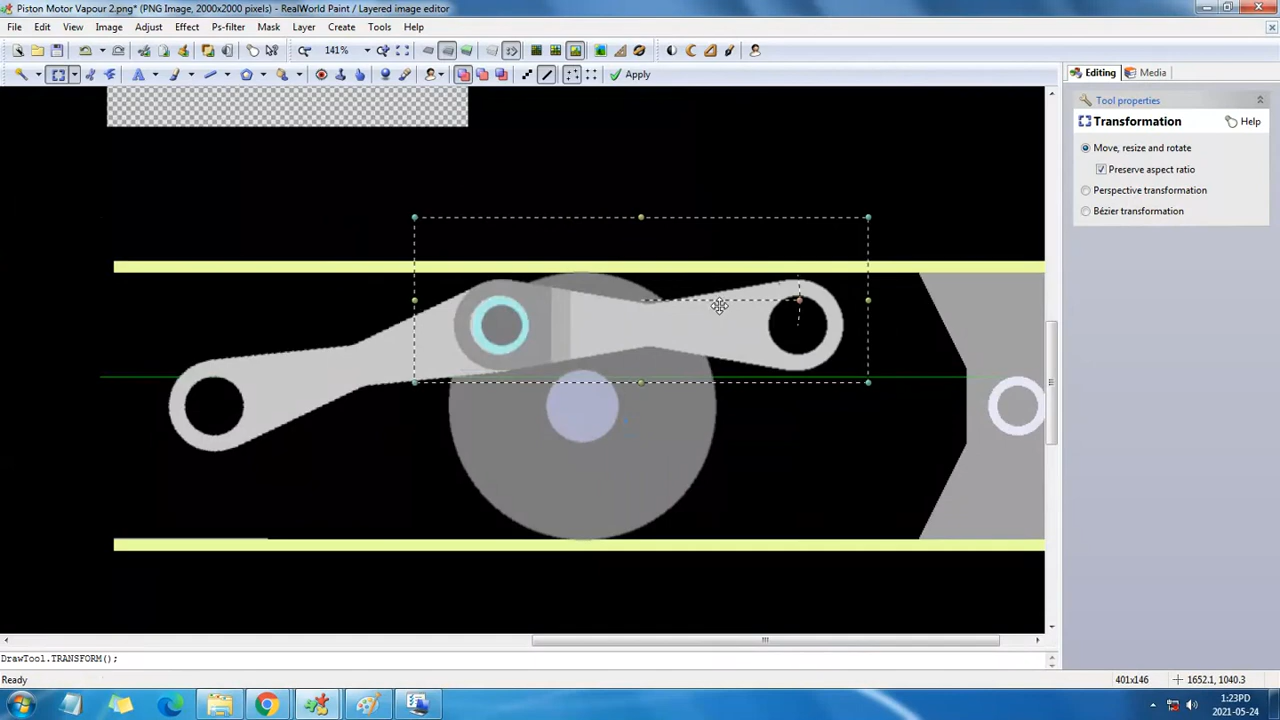 Piston Motor Vapour 2.png* (PNG Image, 2000x2000 pixels) - RealWorld Paint / Layered image editor
File Edit View Image Adjust Effect Ps-filter Mask Layer Create Tools Help
141%
Apply
Editing Media
Tool properties
Transformation Help
Move, resize and rotate
Preserve aspect ratio
Perspective transformation
Bézier transformation
DrawTool.TRANSFORM();
Ready 401x146 1652.1, 1040.3
1:23PD
2021-05-24